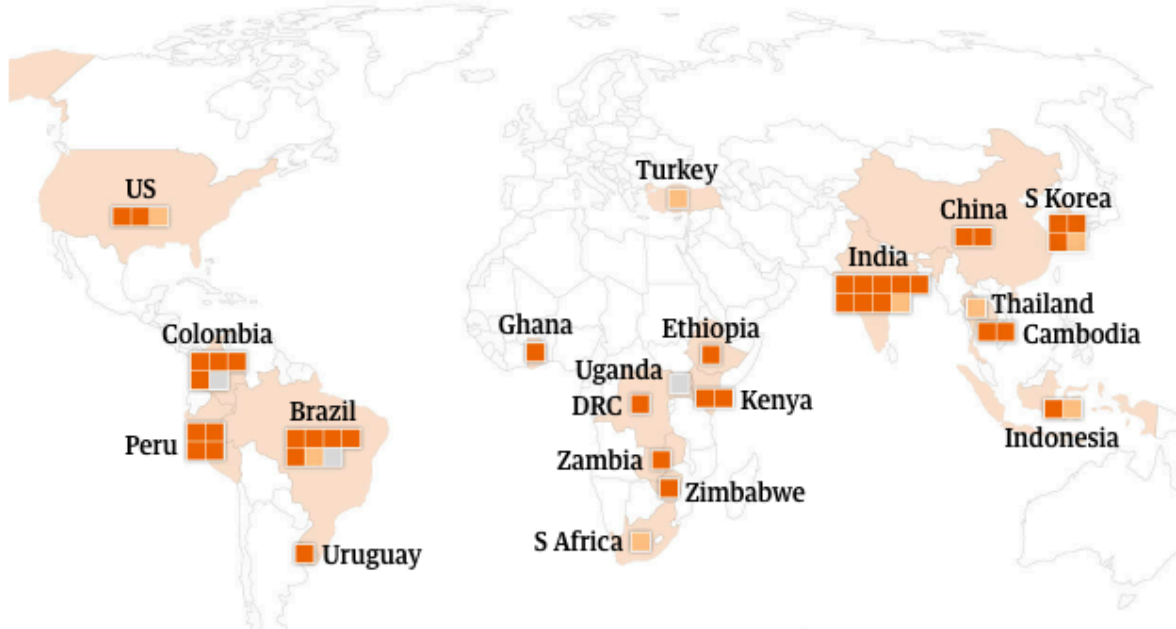 Turkey
US
S Korea
China
India
Thailand
Ghana
Ethiopia
Colombia
Cambodia
Uganda
Kenya
DRC
Brazil
Indonesia
Peru
Zambia
Zimbabwe
S Africa
Uruguay